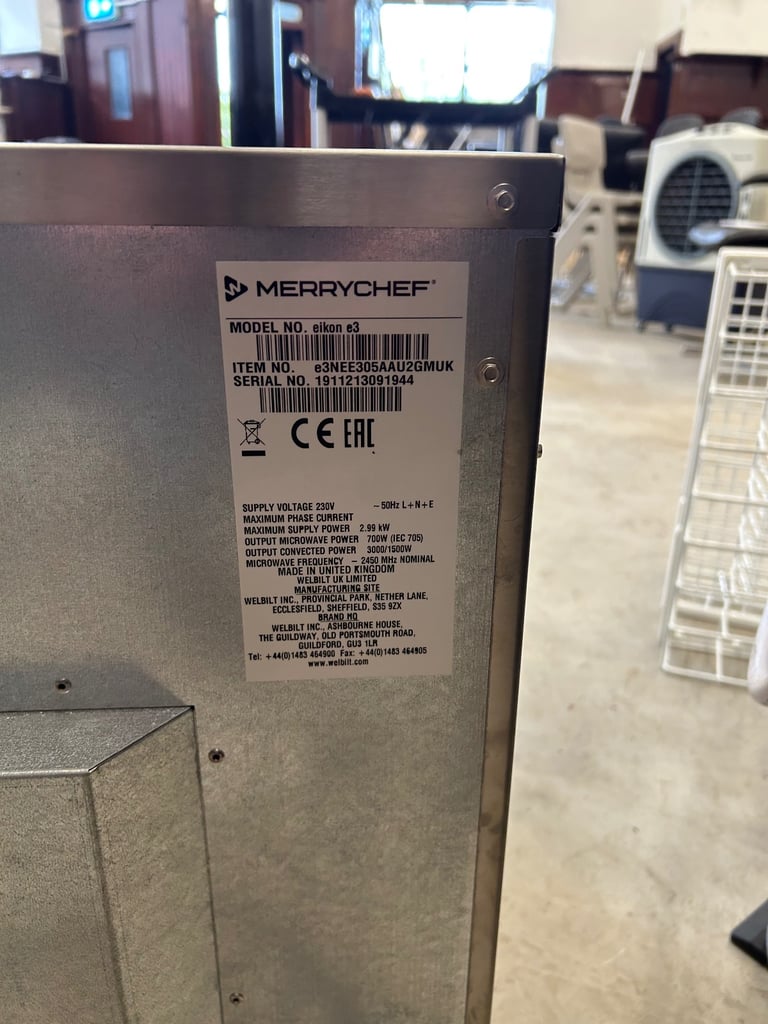 MERRYCHEF®
MODEL NO. eikon e3
ITEM NO. e3NEE305AAU2GMUK
SERIAL NO. 1911213091944
CE EAC
SUPPLY VOLTAGE 230V ~ 50Hz L+N+E
MAXIMUM PHASE CURRENT
MAXIMUM SUPPLY POWER 2.99 kW
OUTPUT MICROWAVE POWER 700W (IEC 705)
OUTPUT CONVECTED POWER 3000/1500W
MICROWAVE FREQUENCY ~ 2450 MHz NOMINAL
MADE IN UNITED KINGDOM
WELBILT UK LIMITED
MANUFACTURING SITE
WELBILT INC., PROVINCIAL PARK, NETHER LANE,
ECCLESFIELD, SHEFFIELD, S35 9ZX
BRAND HQ
WELBILT INC., ASHBOURNE HOUSE,
THE GUILDWAY, OLD PORTSMOUTH ROAD,
GUILDFORD, GU3 1LR
Tel: +44(0)1483 464900 Fax: +44(0)1483 464905
www.welbilt.com